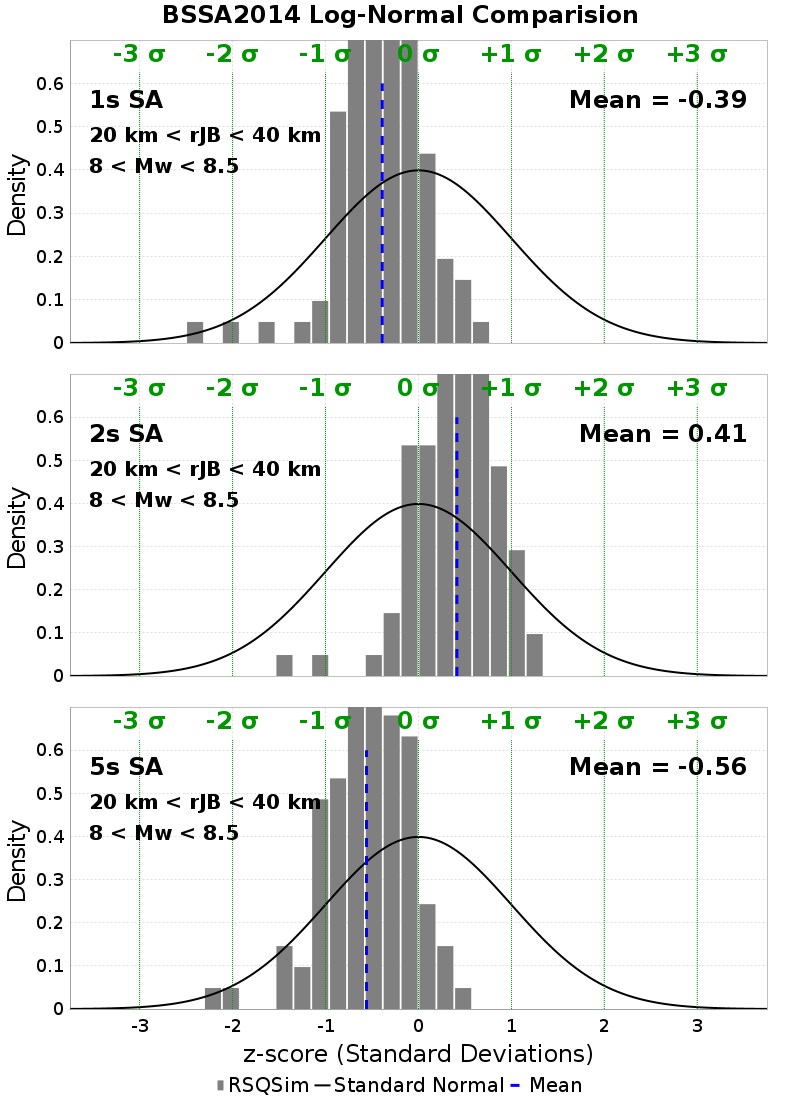 BSSA2014 Log-Normal Comparision
-3 σ -2 σ -1 σ 0 σ +1 σ +2 σ +3 σ
0.6
1s SA Mean = -0.39
0.5
20 km < rJB < 40 km
8 < Mw < 8.5
0.4
0.3
0.2
0.1
0
Density
-3 σ -2 σ -1 σ 0 σ +1 σ +2 σ +3 σ
0.6
2s SA Mean = 0.41
0.5
20 km < rJB < 40 km
8 < Mw < 8.5
0.4
0.3
0.2
0.1
0
Density
-3 σ -2 σ -1 σ 0 σ +1 σ +2 σ +3 σ
0.6
5s SA Mean = -0.56
0.5
20 km < rJB < 40 km
8 < Mw < 8.5
0.4
0.3
0.2
0.1
0
Density
-3 -2 -1 0 1 2 3
z-score (Standard Deviations)
RSQSim Standard Normal Mean